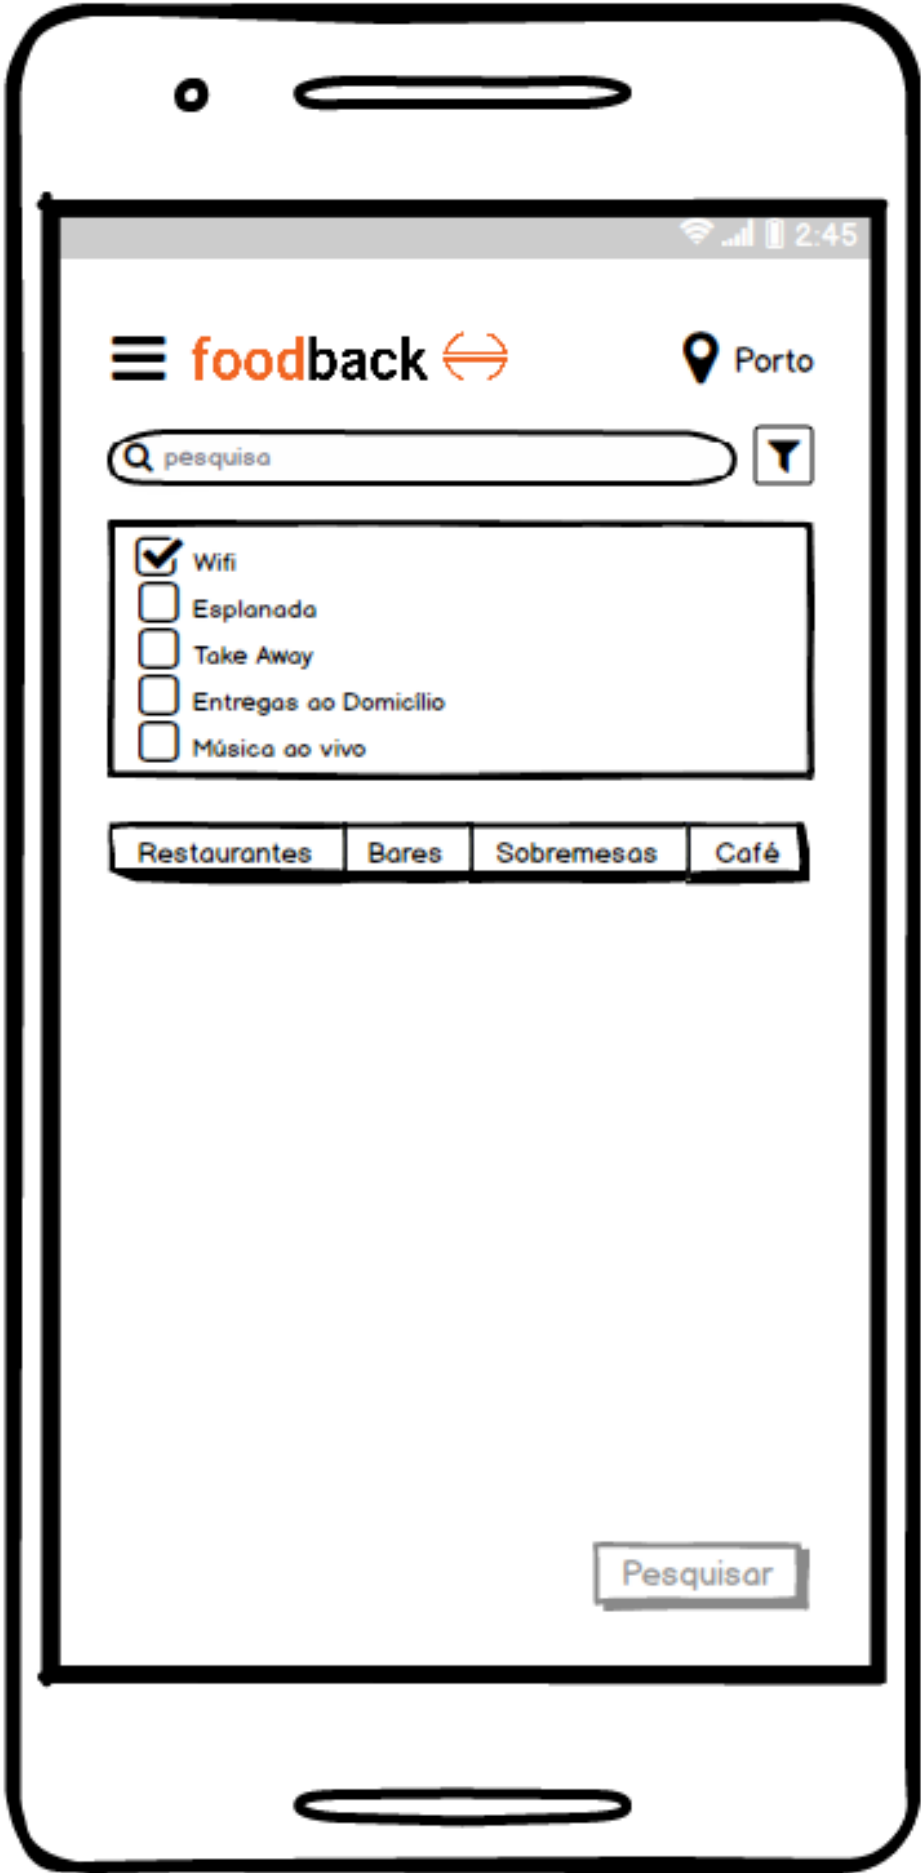 2:45
foodback Porto
pesquisa
Wifi
Esplanada
Take Away
Entregas ao Domicílio
Música ao vivo
Restaurantes Bares Sobremesas Café
Pesquisar